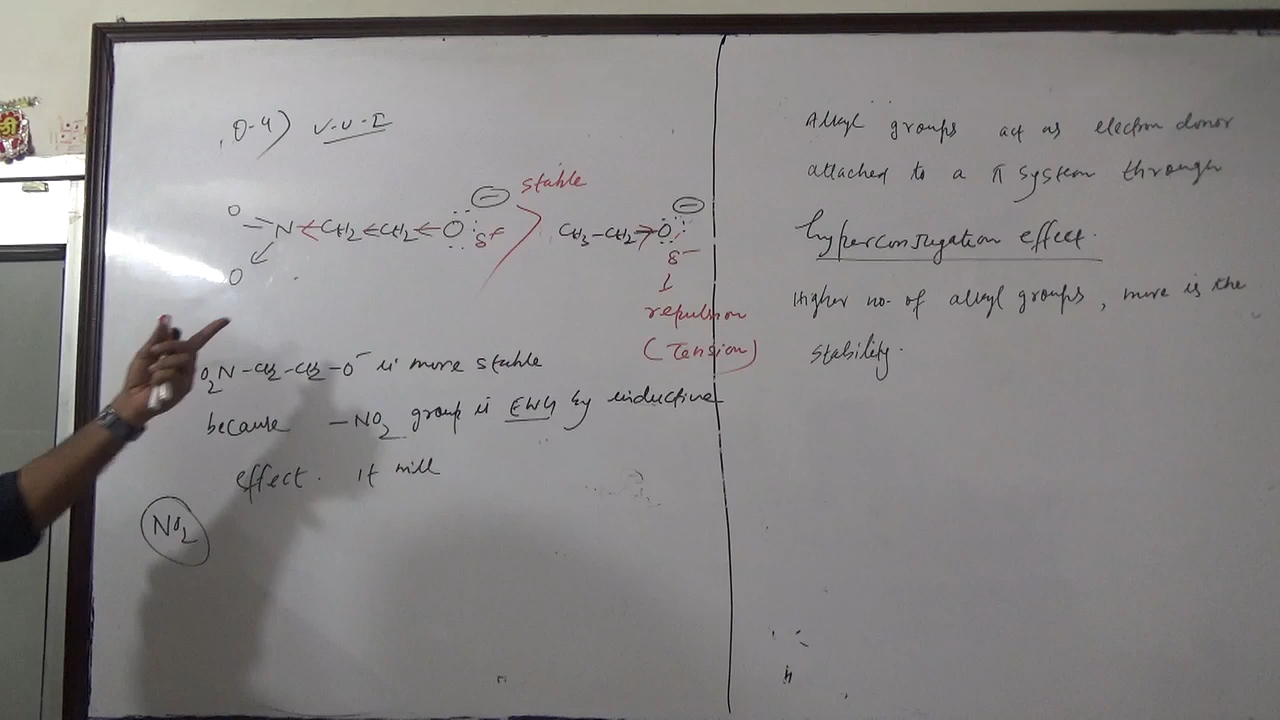 Q-4) V.V.I
stable
O = N ← CH2 ← CH2 ← O δ+ > CH3-CH2 → O δ-
O
repulsion
(Tension)
O2N-CH2-CH2-O⁻ is more stable
because -NO2 group is EWG by inductive
effect. it will
NO2
Alkyl groups act as electron donor
attached to a π system through
hyperconjugation effect.
Higher no. of alkyl groups, more is the
stability.